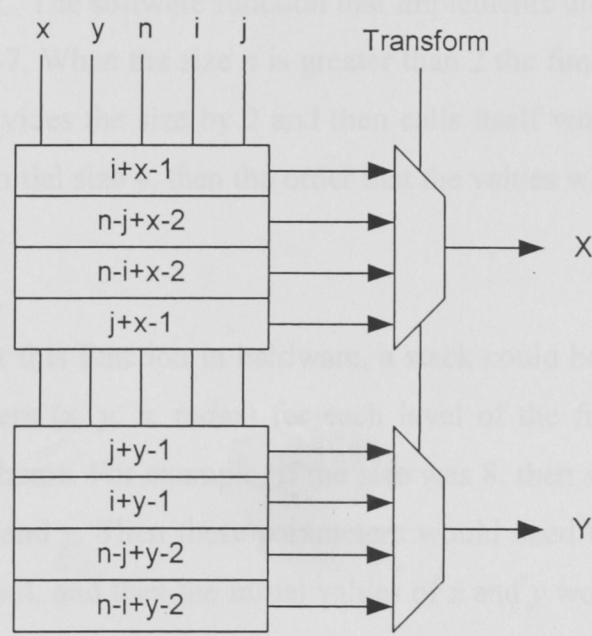 x y n i j
Transform
i+x-1
n-j+x-2
n-i+x-2
j+x-1
X
j+y-1
i+y-1
n-j+y-2
n-i+y-2
Y